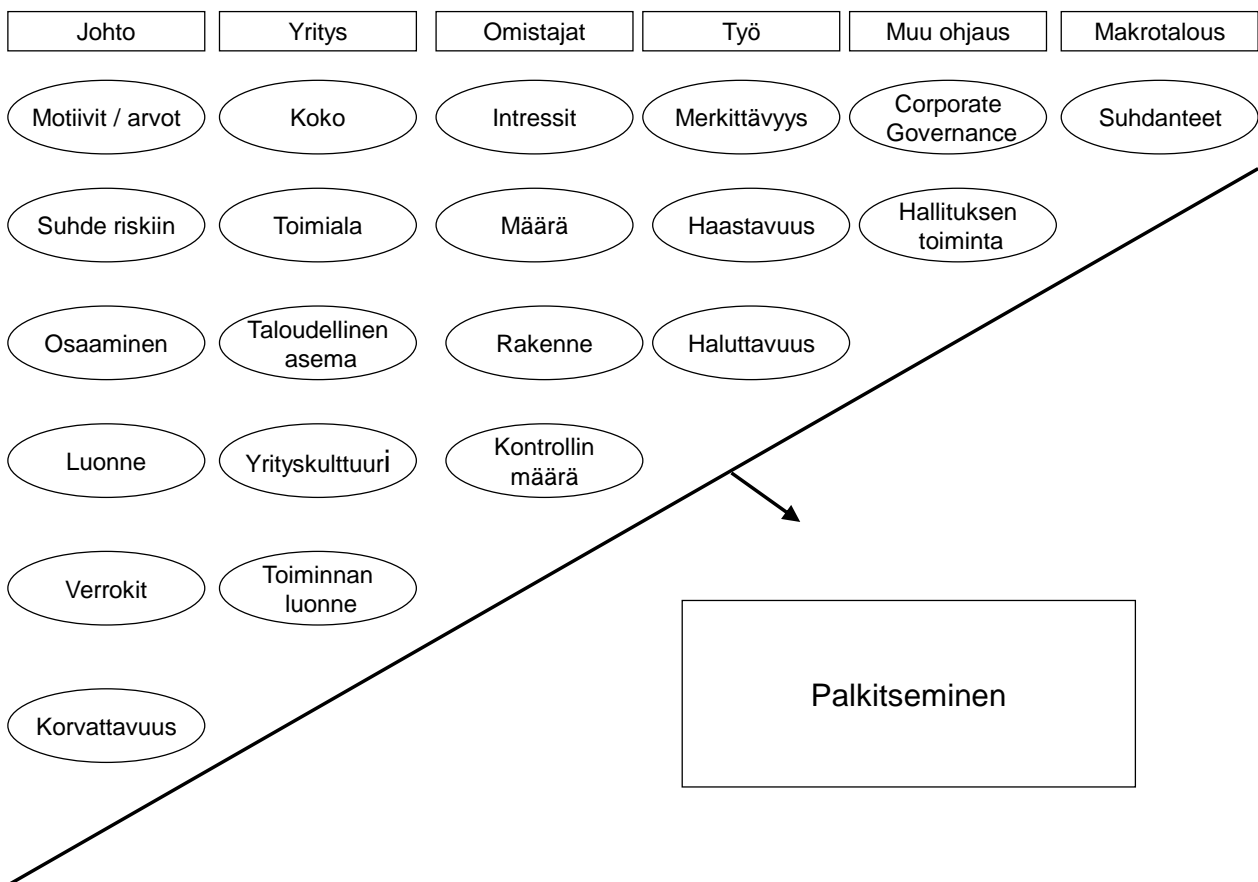 Johto
Yritys
Omistajat
Työ
Muu ohjaus
Makrotalous
Motiivit / arvot
Koko
Intressit
Merkittävyys
Corporate
Governance
Suhdanteet
Suhde riskiin
Toimiala
Määrä
Haastavuus
Hallituksen
toiminta
Osaaminen
Taloudellinen
asema
Rakenne
Haluttavuus
Luonne
Yrityskulttuuri
Kontrollin
määrä
Verrokit
Toiminnan
luonne
Palkitseminen
Korvattavuus